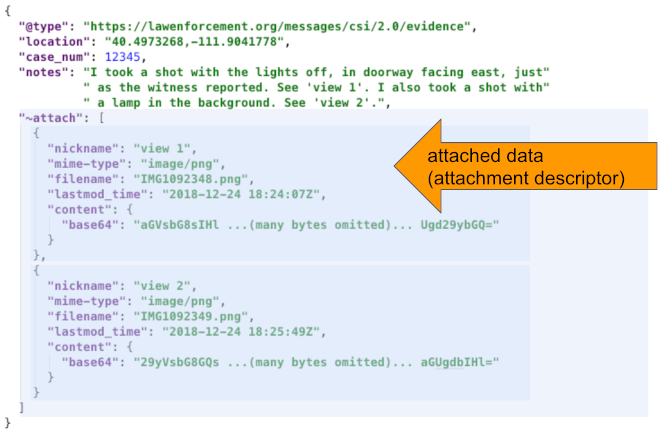 {
"@type": "https://lawenforcement.org/messages/csi/2.0/evidence",
"location": "40.4973268,-111.9041778",
"case_num": 12345,
"notes": "I took a shot with the lights off, in doorway facing east, just"
" as the witness reported. See 'view 1'. I also took a shot with"
" a lamp in the background. See 'view 2'.",
"~attach": [
{
"nickname": "view 1",
"mime-type": "image/png",
"filename": "IMG1092348.png",
"lastmod_time": "2018-12-24 18:24:07Z",
"content": {
"base64": "aGVsbG8sIHl ...(many bytes omitted)... Ugd29ybGQ="
}
},
{
"nickname": "view 2",
"mime-type": "image/png",
"filename": "IMG1092349.png",
"lastmod_time": "2018-12-24 18:25:49Z",
"content": {
"base64": "29yVsbG8GQs ...(many bytes omitted)... aGUgdbIHl="
}
}
]
}
attached data
(attachment descriptor)